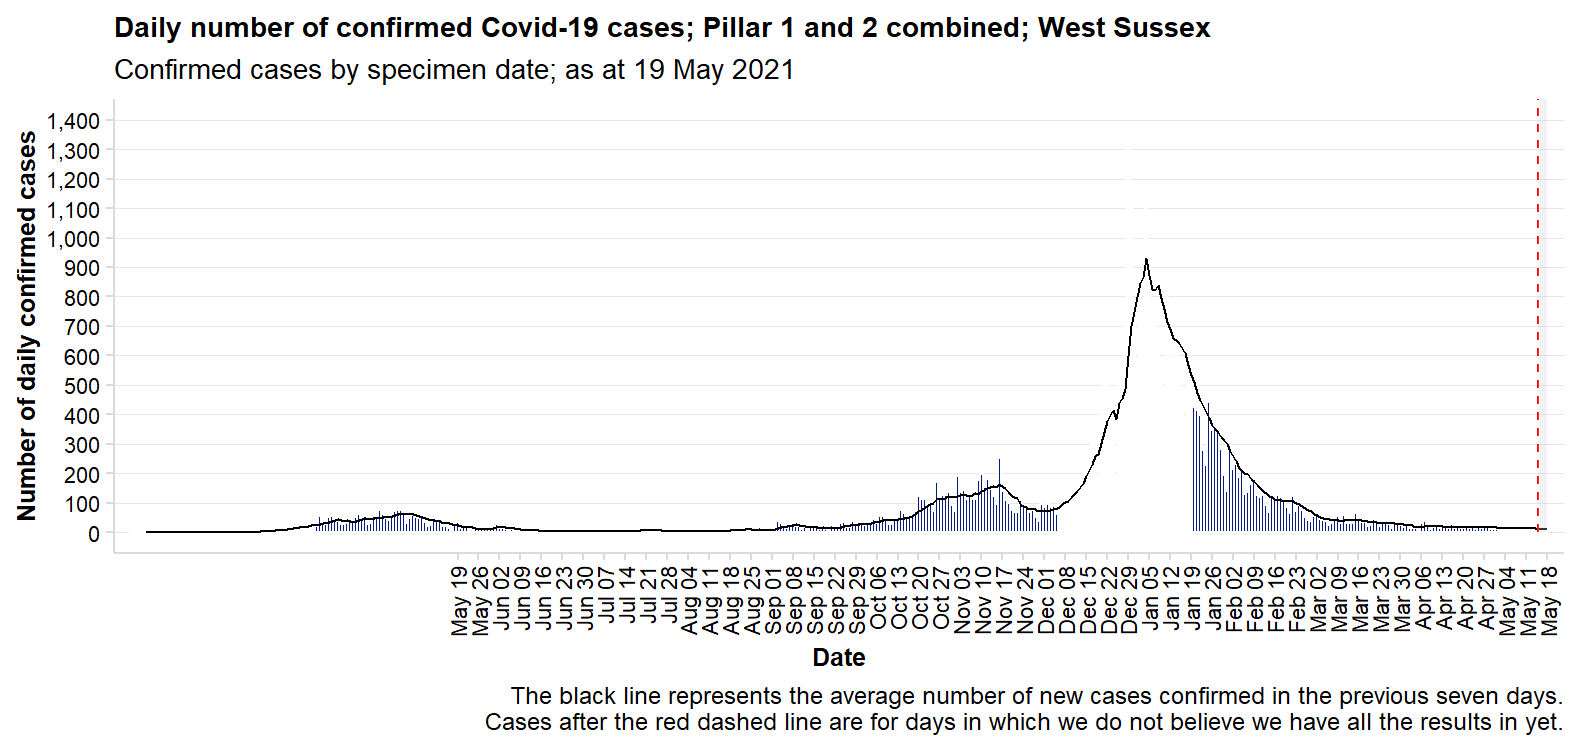 Daily number of confirmed Covid-19 cases; Pillar 1 and 2 combined; West Sussex
Confirmed cases by specimen date; as at 19 May 2021
Number of daily confirmed cases
1,400
1,300
1,200
1,100
1,000
900
800
700
600
500
400
300
200
100
0
May 19
May 26
Jun 02
Jun 09
Jun 16
Jun 23
Jun 30
Jul 07
Jul 14
Jul 21
Jul 28
Aug 04
Aug 11
Aug 18
Aug 25
Sep 01
Sep 08
Sep 15
Sep 22
Sep 29
Oct 06
Oct 13
Oct 20
Oct 27
Nov 03
Nov 10
Nov 17
Nov 24
Dec 01
Dec 08
Dec 15
Dec 22
Dec 29
Jan 05
Jan 12
Jan 19
Jan 26
Feb 02
Feb 09
Feb 16
Feb 23
Mar 02
Mar 09
Mar 16
Mar 23
Mar 30
Apr 06
Apr 13
Apr 20
Apr 27
May 04
May 11
May 18
Date
The black line represents the average number of new cases confirmed in the previous seven days.
Cases after the red dashed line are for days in which we do not believe we have all the results in yet.